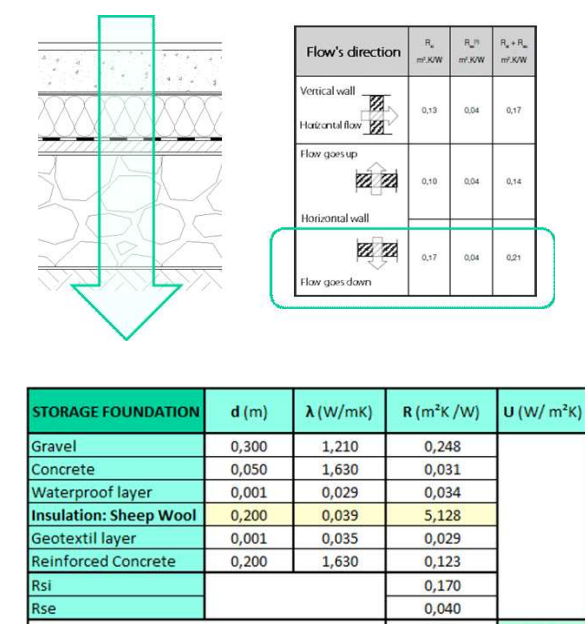 Flow's direction Rsi m².K/W Rse(1) m².K/W Rsi + Rse m².K/W
Vertical wall
Horizontal flow 0,13 0,04 0,17
Flow goes up
0,10 0,04 0,14
Horizontal wall
0,17 0,04 0,21
Flow goes down
STORAGE FOUNDATION d (m) λ (W/mK) R (m²K /W) U (W/ m²K)
Gravel 0,300 1,210 0,248
Concrete 0,050 1,630 0,031
Waterproof layer 0,001 0,029 0,034
Insulation: Sheep Wool 0,200 0,039 5,128
Geotextil layer 0,001 0,035 0,029
Reinforced Concrete 0,200 1,630 0,123
Rsi 0,170
Rse 0,040